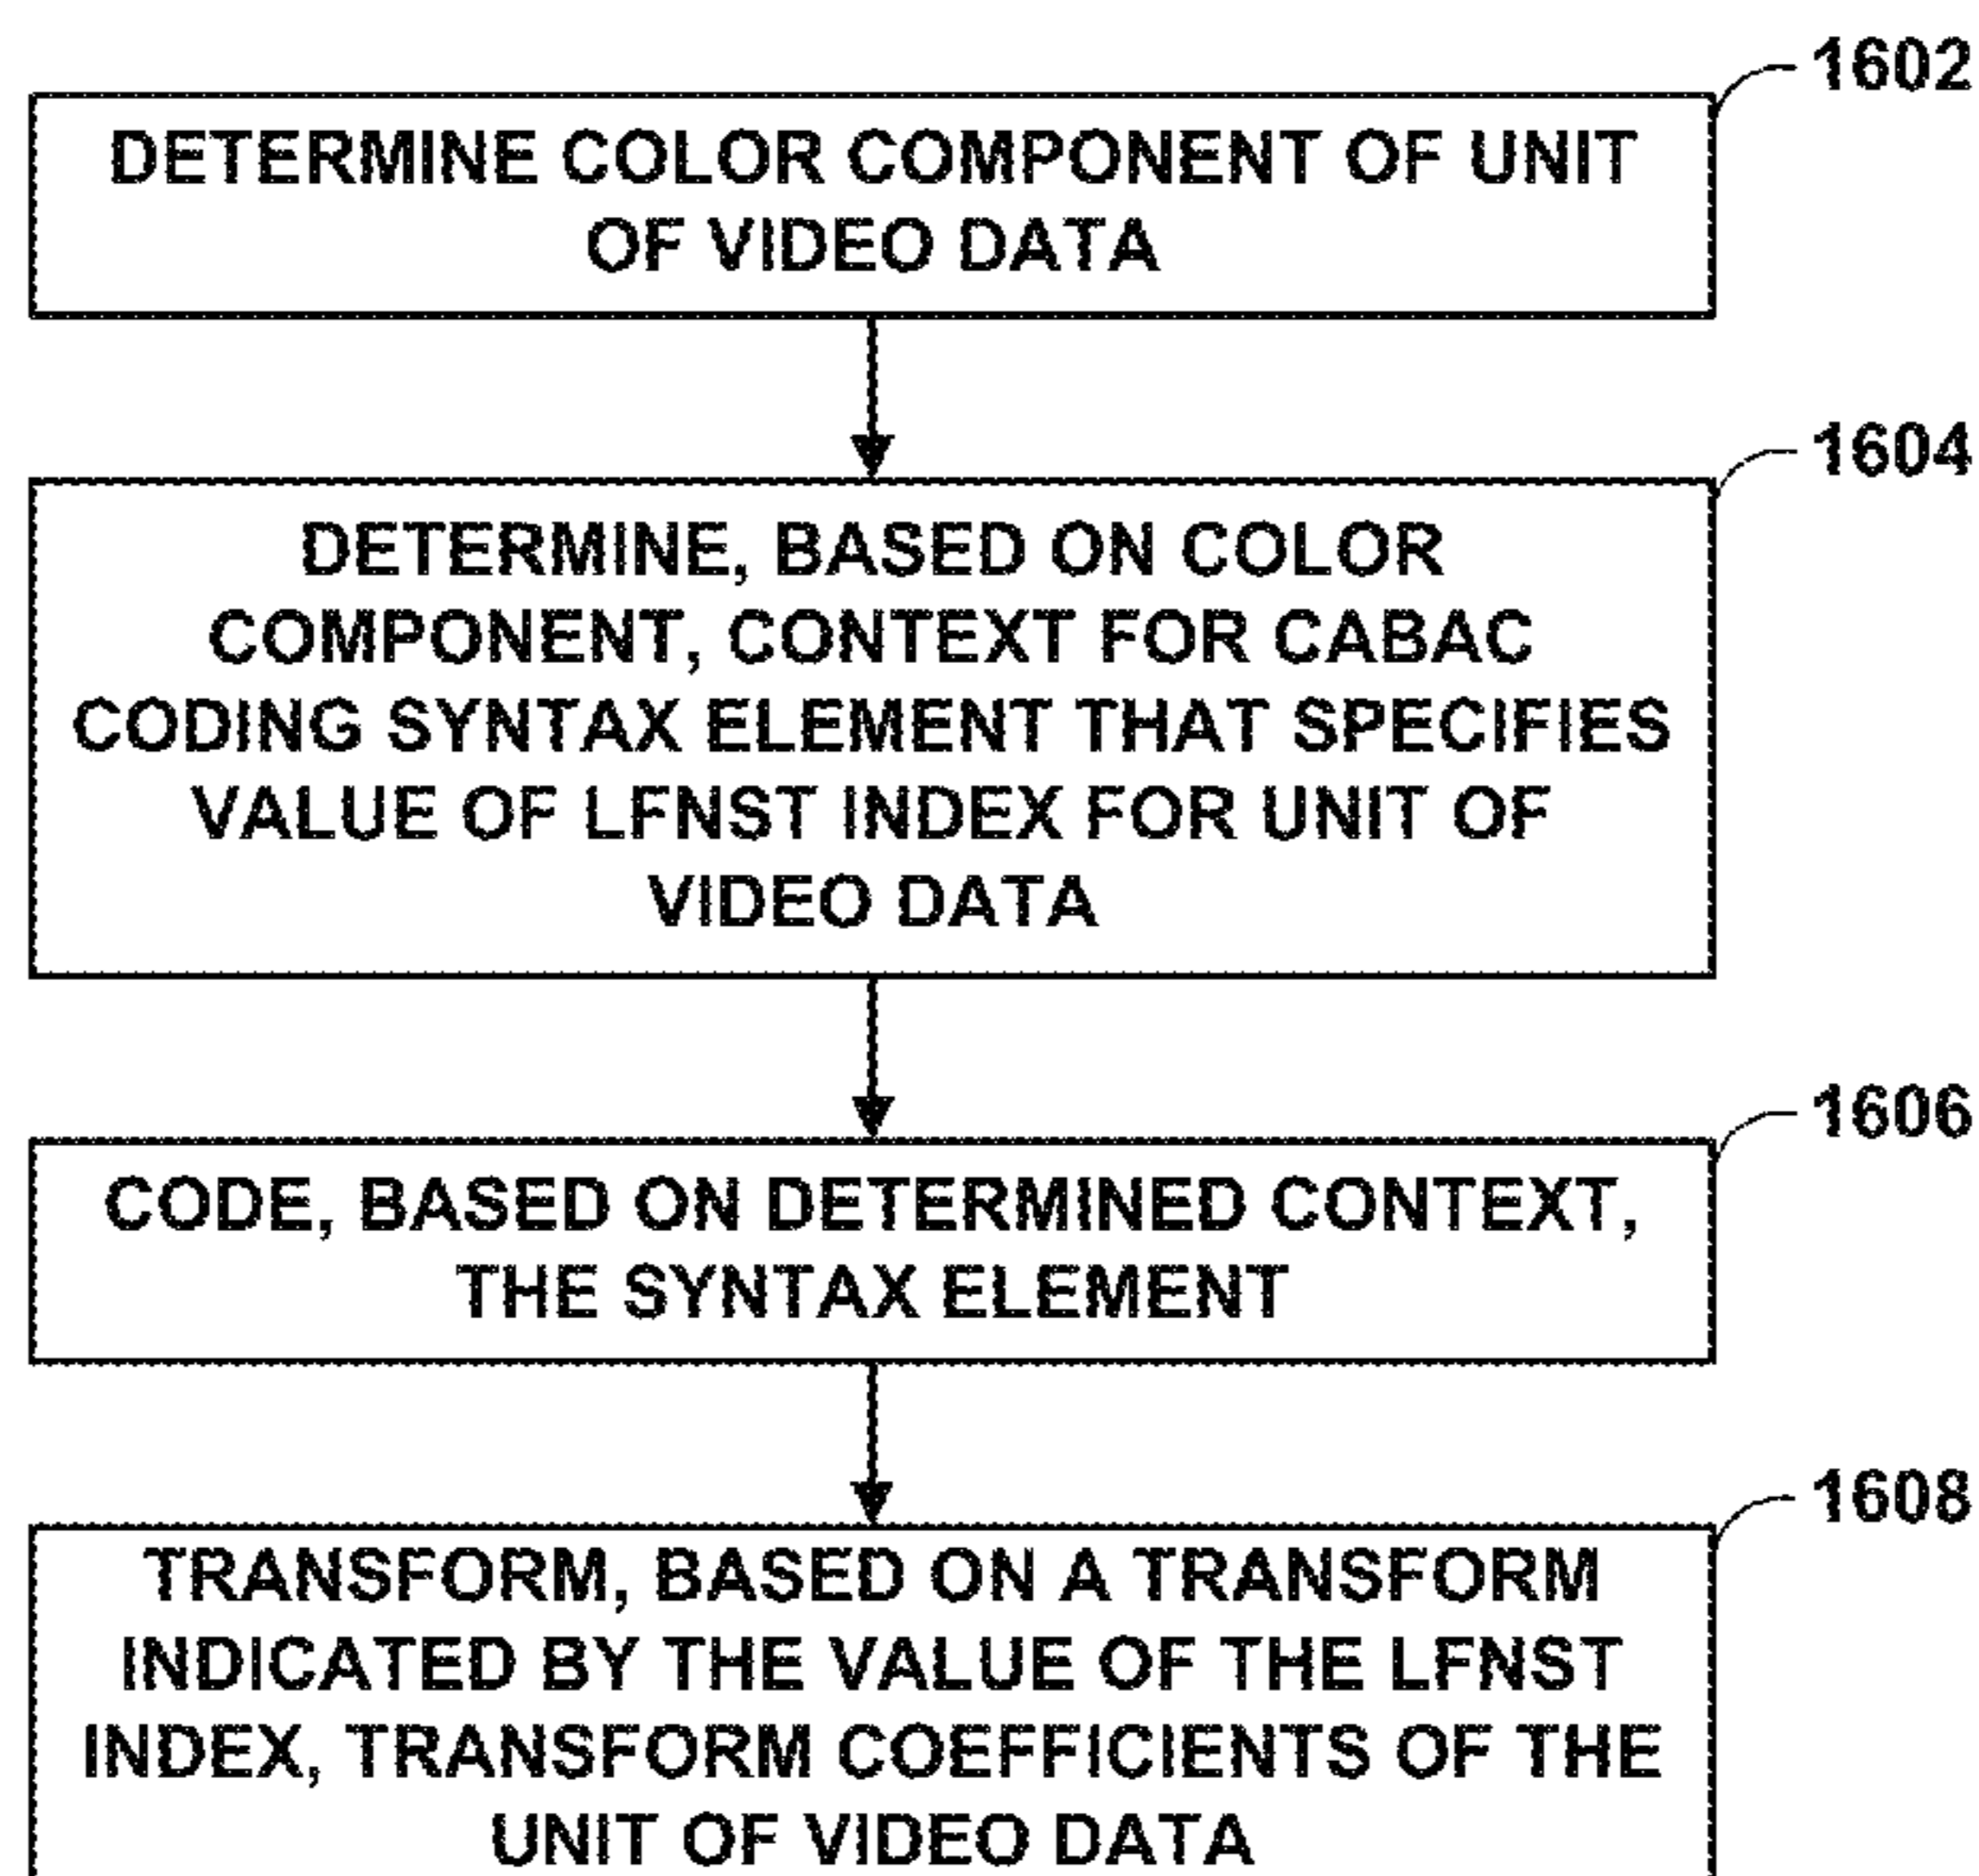 1602
DETERMINE COLOR COMPONENT OF UNIT
OF VIDEO DATA
1604
DETERMINE, BASED ON COLOR
COMPONENT, CONTEXT FOR CABAC
CODING SYNTAX ELEMENT THAT SPECIFIES
VALUE OF LFNST INDEX FOR UNIT OF
VIDEO DATA
1606
CODE, BASED ON DETERMINED CONTEXT,
THE SYNTAX ELEMENT
1608
TRANSFORM, BASED ON A TRANSFORM
INDICATED BY THE VALUE OF THE LFNST
INDEX, TRANSFORM COEFFICIENTS OF THE
UNIT OF VIDEO DATA